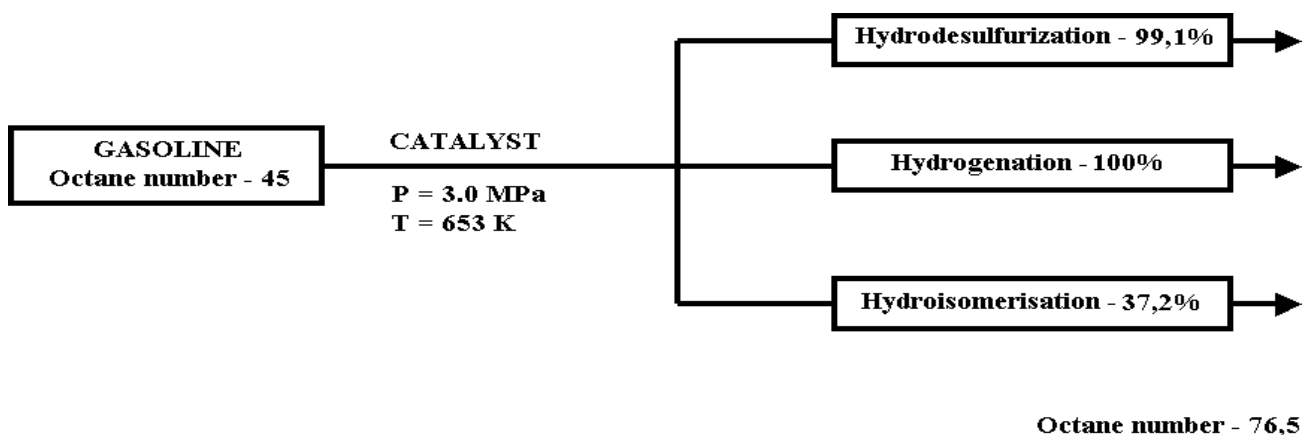 Hydrodesulfurization - 99,1%
GASOLINE
Octane number - 45
CATALYST
P = 3.0 MPa
T = 653 K
Hydrogenation - 100%
Hydroisomerisation - 37,2%
Octane number - 76,5